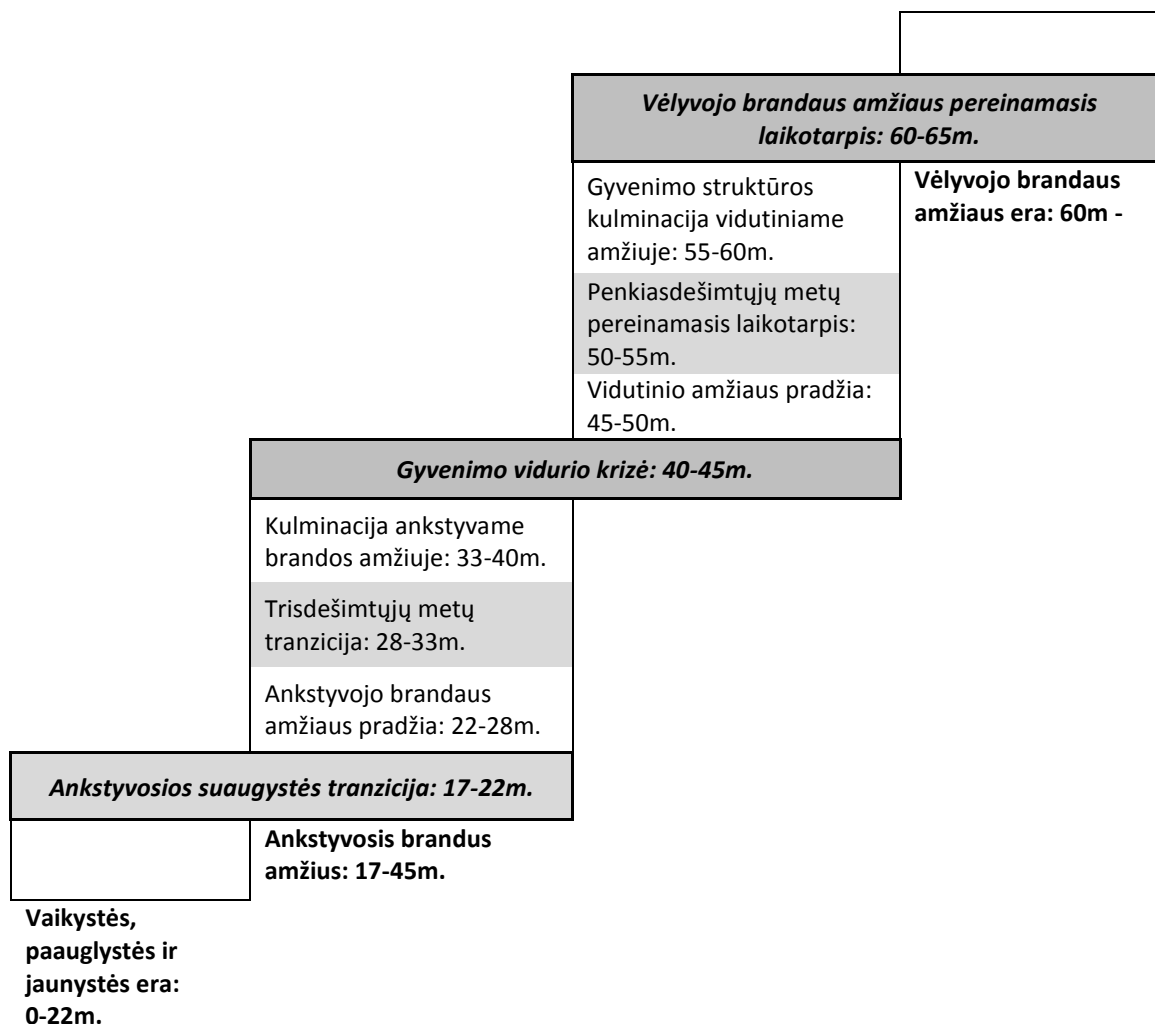 Vėlyvojo brandaus amžiaus pereinamasis
laikotarpis: 60-65m.
Gyvenimo struktūros
kulminacija vidutiniame
amžiuje: 55-60m.
Vėlyvojo brandaus
amžiaus era: 60m -
Penkiasdešimtųjų metų
pereinamasis laikotarpis:
50-55m.
Vidutinio amžiaus pradžia:
45-50m.
Gyvenimo vidurio krizė: 40-45m.
Kulminacija ankstyvame
brandos amžiuje: 33-40m.
Trisdešimtųjų metų
tranzicija: 28-33m.
Ankstyvojo brandaus
amžiaus pradžia: 22-28m.
Ankstyvosios suaugystės tranzicija: 17-22m.
Ankstyvosis brandus
amžius: 17-45m.
Vaikystės,
paauglystės ir
jaunystės era:
0-22m.